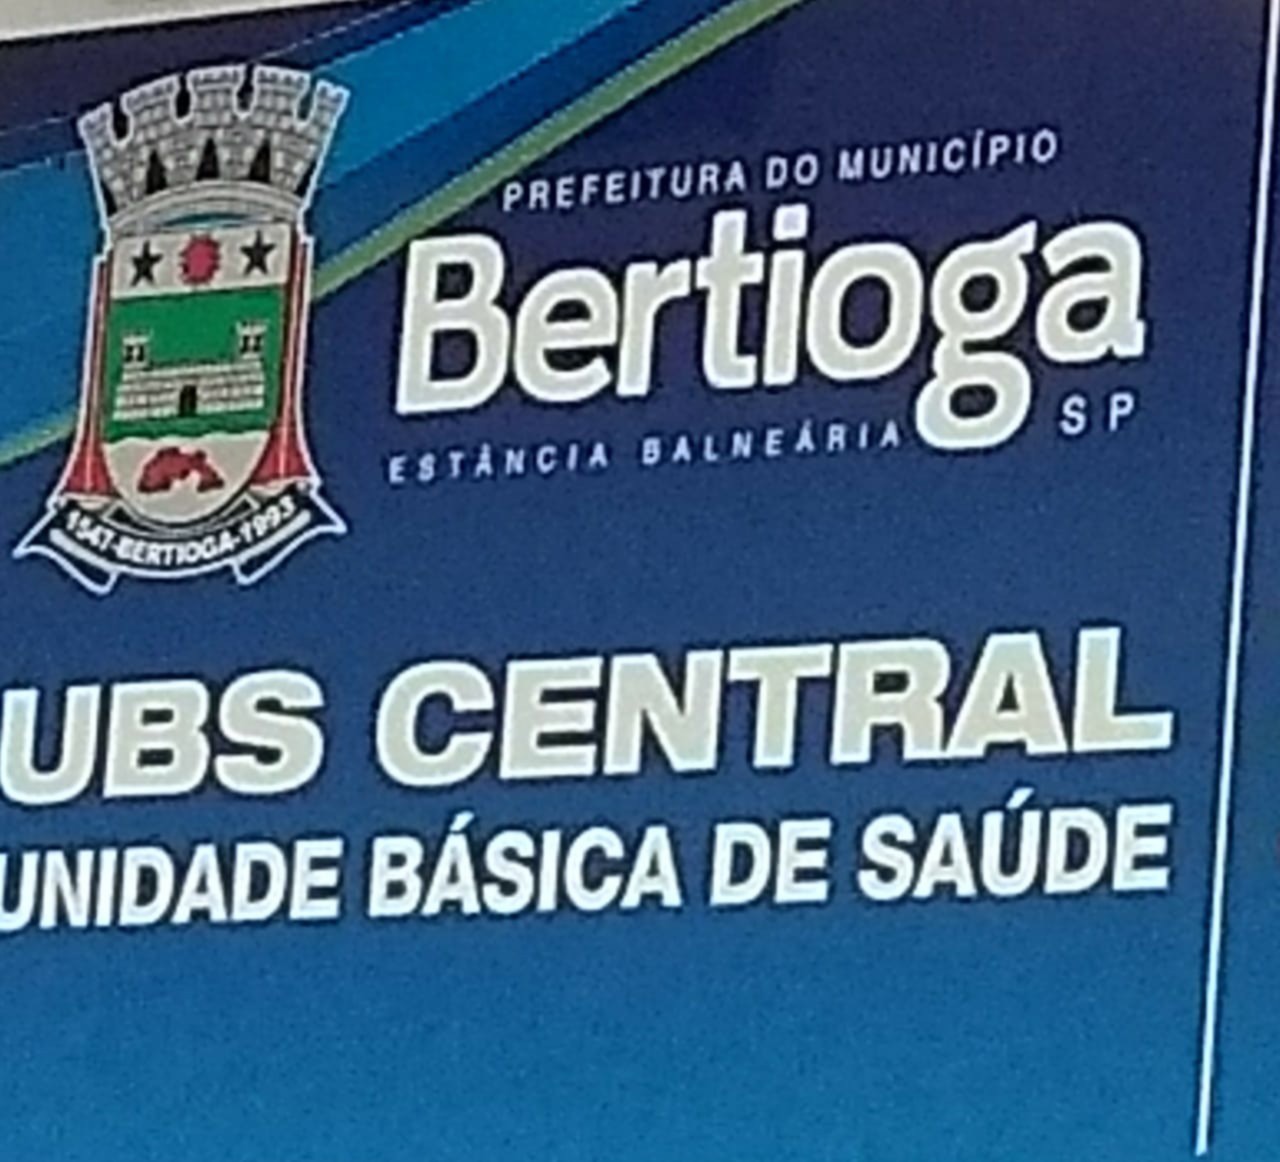 PREFEITURA DO MUNICÍPIO
Bertioga
ESTÂNCIA BALNEÁRIA SP
1547-BERTIOGA-1993
UBS CENTRAL
UNIDADE BÁSICA DE SAÚDE